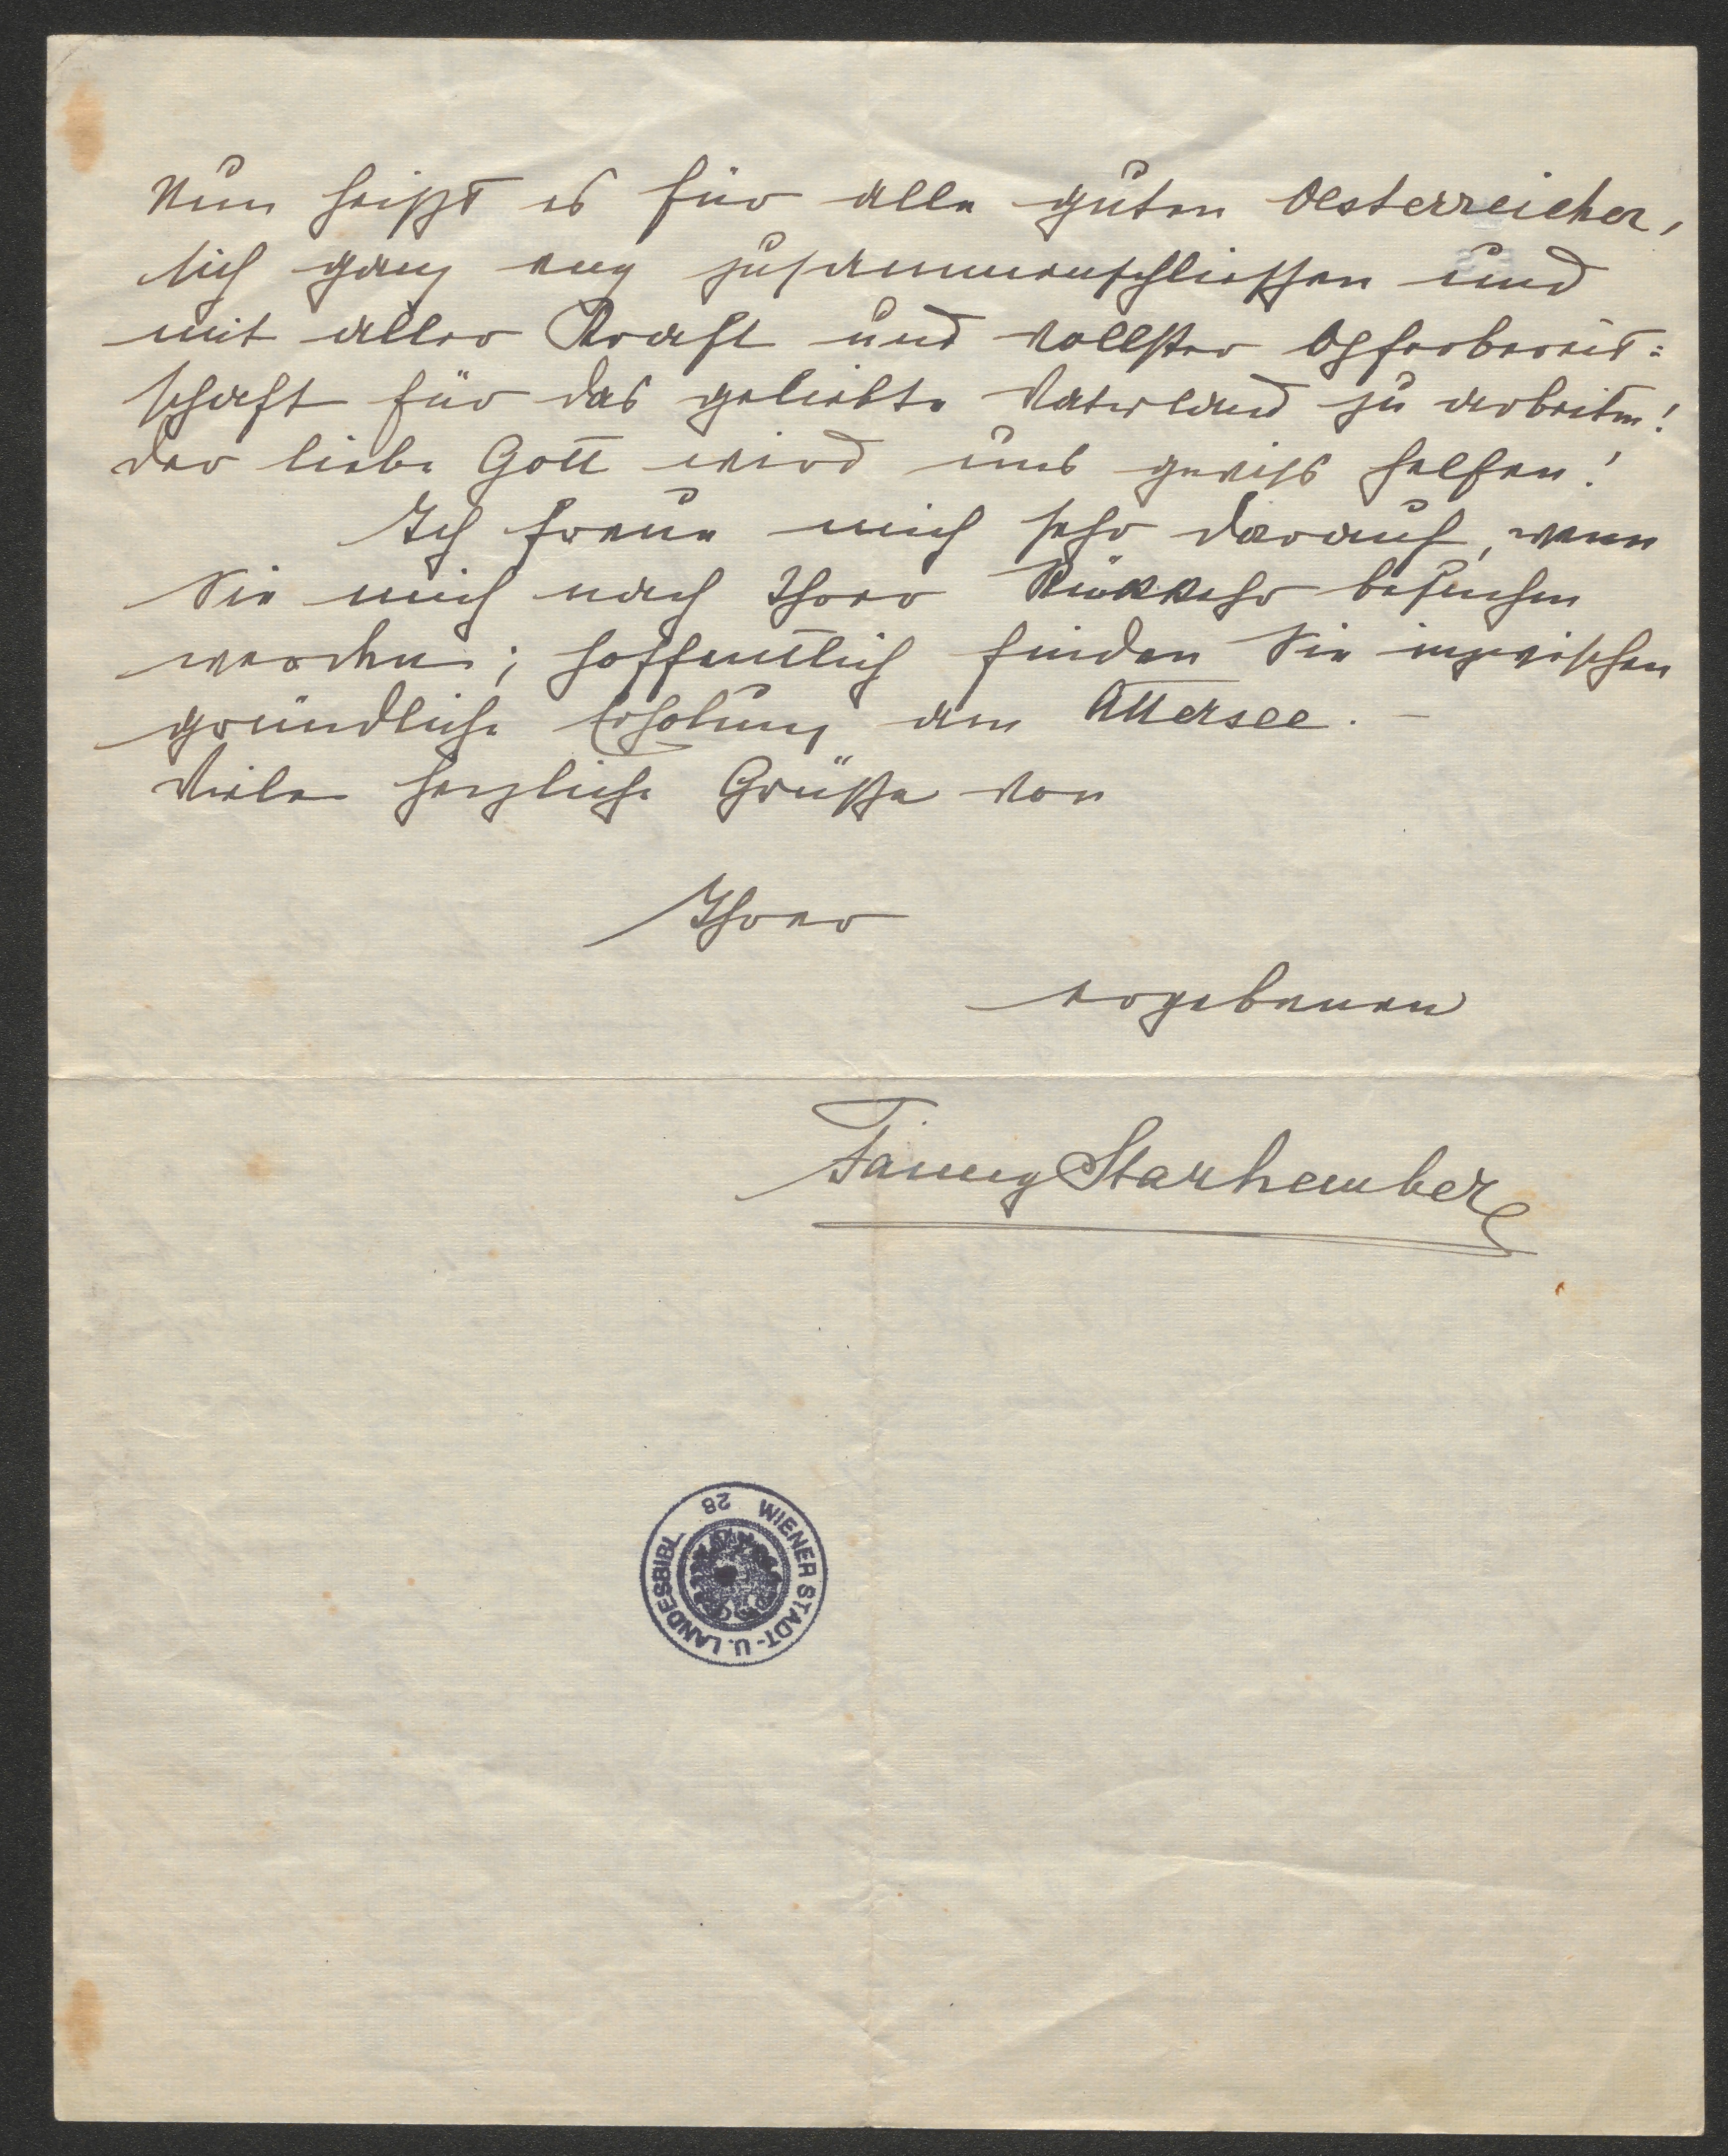 Nun heißt es für alle guten Oesterreicher,
sich ganz eng zusammenschliessen und
mit aller Kraft und vollster Opferbereit=
schaft für das geliebte Vaterland zu arbeiten!
Der liebe Gott wird uns gewiss helfen!
Ich freue mich sehr darauf, wenn
Sie mich nach Ihrer Rückkehr besuchen
werden; hoffentlich finden Sie inzwischen
gründliche Erholung am Attersee. –
Viele herzliche Grüße von
Ihrer
ergebenen
Fanny Starhemberg
WIENER STADT- U. LANDESBIBL. 28